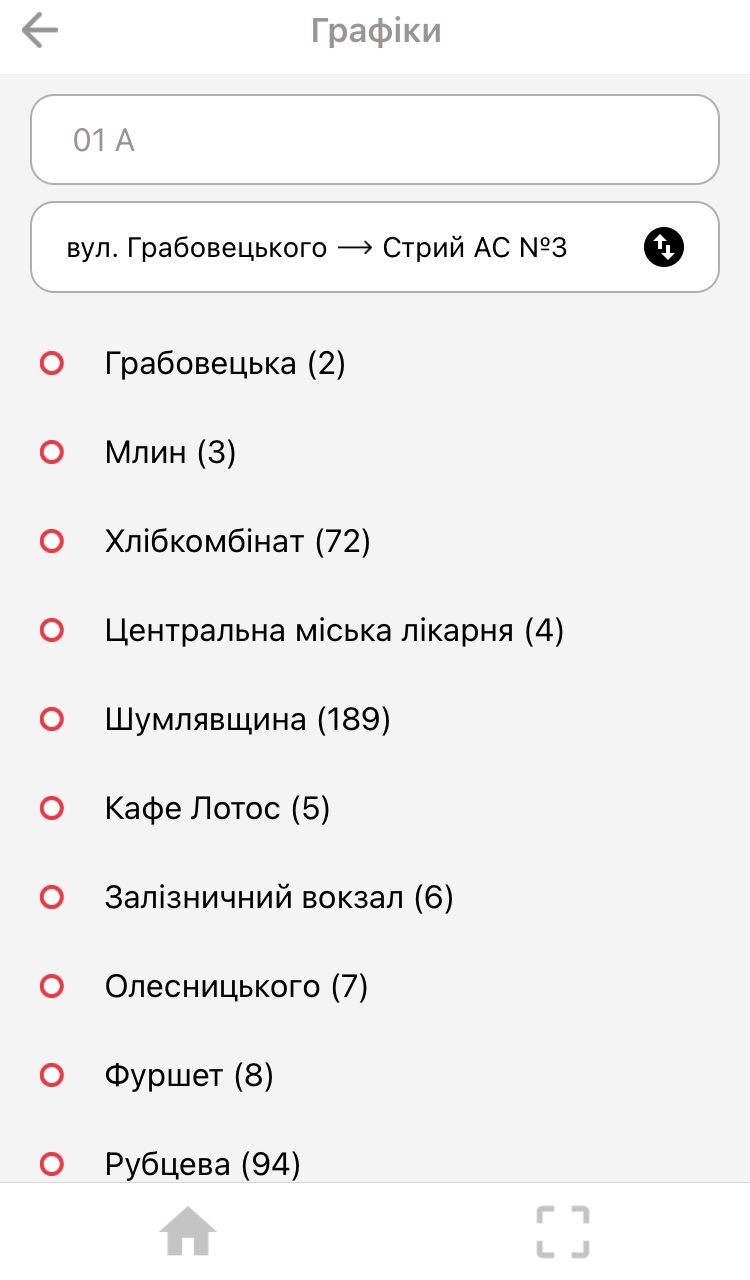 Графіки
01 А
вул. Грабовецького → Стрий АС №3
Грабовецька (2)
Млин (3)
Хлібкомбінат (72)
Центральна міська лікарня (4)
Шумлявщина (189)
Кафе Лотос (5)
Залізничний вокзал (6)
Олесницького (7)
Фуршет (8)
Рубцева (94)